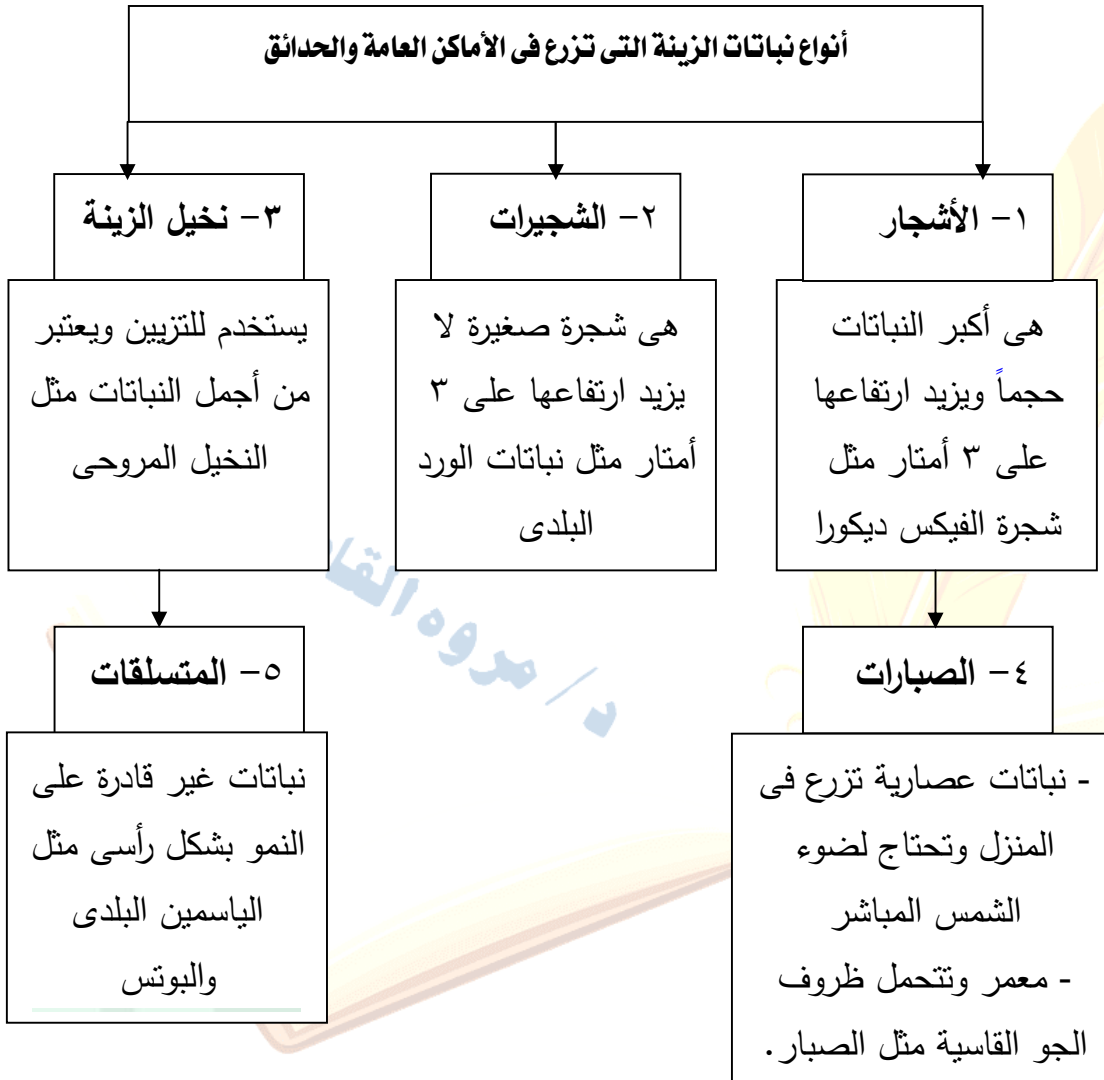 أنواع نباتات الزينة التى تزرع فى الأماكن العامة والحدائق
١- الأشجار
هى أكبر النباتات
حجماً ويزيد ارتفاعها
على ٣ أمتار مثل
شجرة الفيكس ديكورا
٢- الشجيرات
هى شجرة صغيرة لا
يزيد ارتفاعها على ٣
أمتار مثل نباتات الورد
البلدى
٣- نخيل الزينة
يستخدم للتزيين ويعتبر
من أجمل النباتات مثل
النخيل المروحى
٤- الصبارات
- نباتات عصارية تزرع فى
المنزل وتحتاج لضوء
الشمس المباشر
- معمر وتتحمل ظروف
الجو القاسية مثل الصبار.
٥- المتسلقات
نباتات غير قادرة على
النمو بشكل رأسى مثل
الياسمين البلدى
والبوتس
د/ مروه